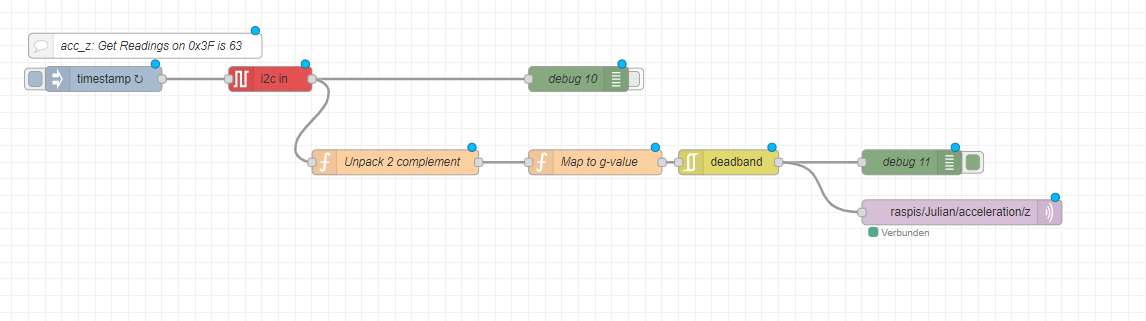 acc_z: Get Readings on 0x3F is 63
timestamp ↻
i2c in
debug 10
Unpack 2 complement
Map to g-value
deadband
debug 11
raspis/Julian/acceleration/z
Verbunden